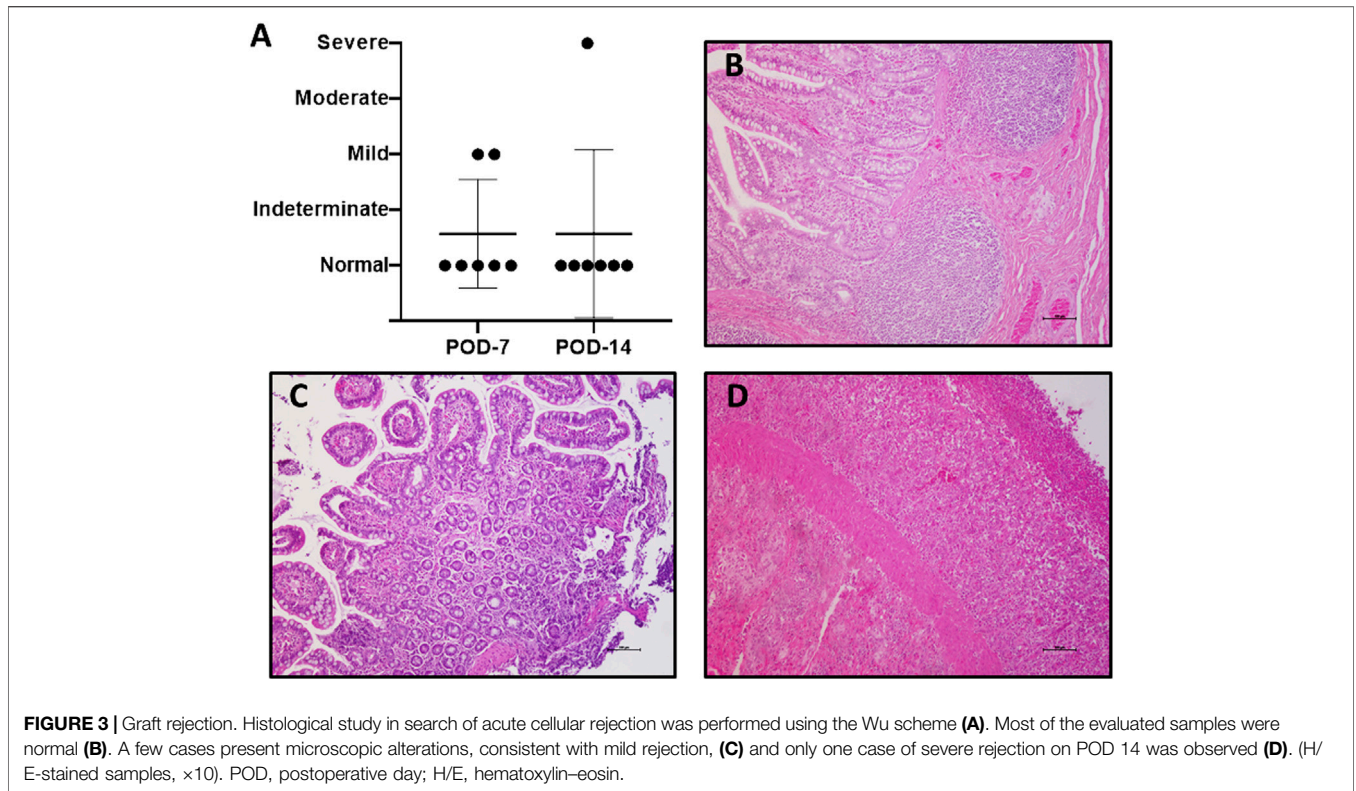 A
Severe
Moderate
Mild
Indeterminate
Normal
POD-7 POD-14
B
C
D
FIGURE 3 | Graft rejection. Histological study in search of acute cellular rejection was performed using the Wu scheme (A). Most of the evaluated samples were
normal (B). A few cases present microscopic alterations, consistent with mild rejection, (C) and only one case of severe rejection on POD 14 was observed (D). (H/
E-stained samples, ×10). POD, postoperative day; H/E, hematoxylin–eosin.